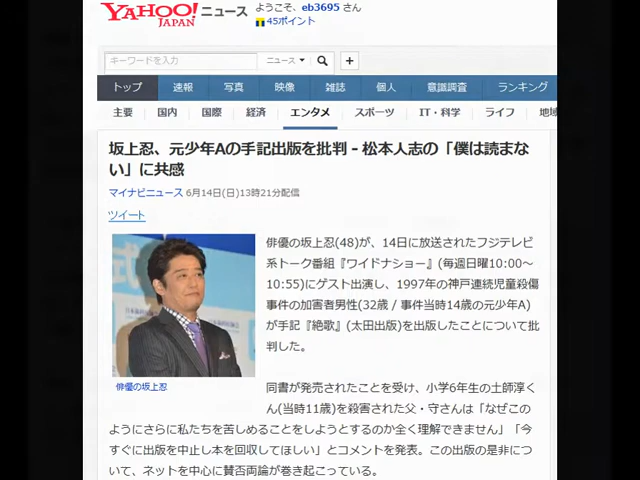 YAHOO! JAPAN ニュース
ようこそ、eb3695 さん
45ポイント
キーワードを入力 ニュース
トップ 速報 写真 映像 雑誌 個人 意識調査 ランキング
主要 国内 国際 経済 エンタメ スポーツ IT・科学 ライフ 地域
坂上忍、元少年Aの手記出版を批判 - 松本人志の「僕は読まな
い」に共感
マイナビニュース 6月14日(日)13時21分配信
ツイート
俳優の坂上忍(48)が、14日に放送されたフジテレビ
系トーク番組『ワイドナショー』(毎週日曜10:00～
10:55)にゲスト出演し、1997年の神戸連続児童殺傷
事件の加害者男性(32歳 / 事件当時14歳の元少年A)
が手記『絶歌』(太田出版)を出版したことについて批
判した。
俳優の坂上忍
同書が発売されたことを受け、小学6年生の土師淳く
ん(当時11歳)を殺害された父・守さんは「なぜこの
ようにさらに私たちを苦しめることをしようとするのか全く理解できません」「今
すぐに出版を中止し本を回収してほしい」とコメントを発表。この出版の是非につ
いて、ネットを中心に賛否両論が巻き起こっている。